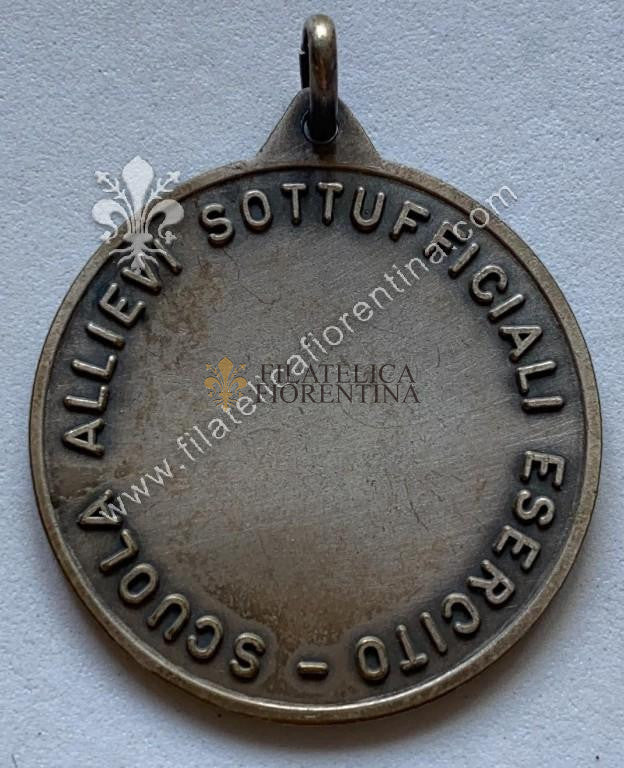 SCUOLA ALLIEVI SOTTUFFICIALI ESERCITO -
www.filatelicafiorentina.com
FILATELICA
FIORENTINA